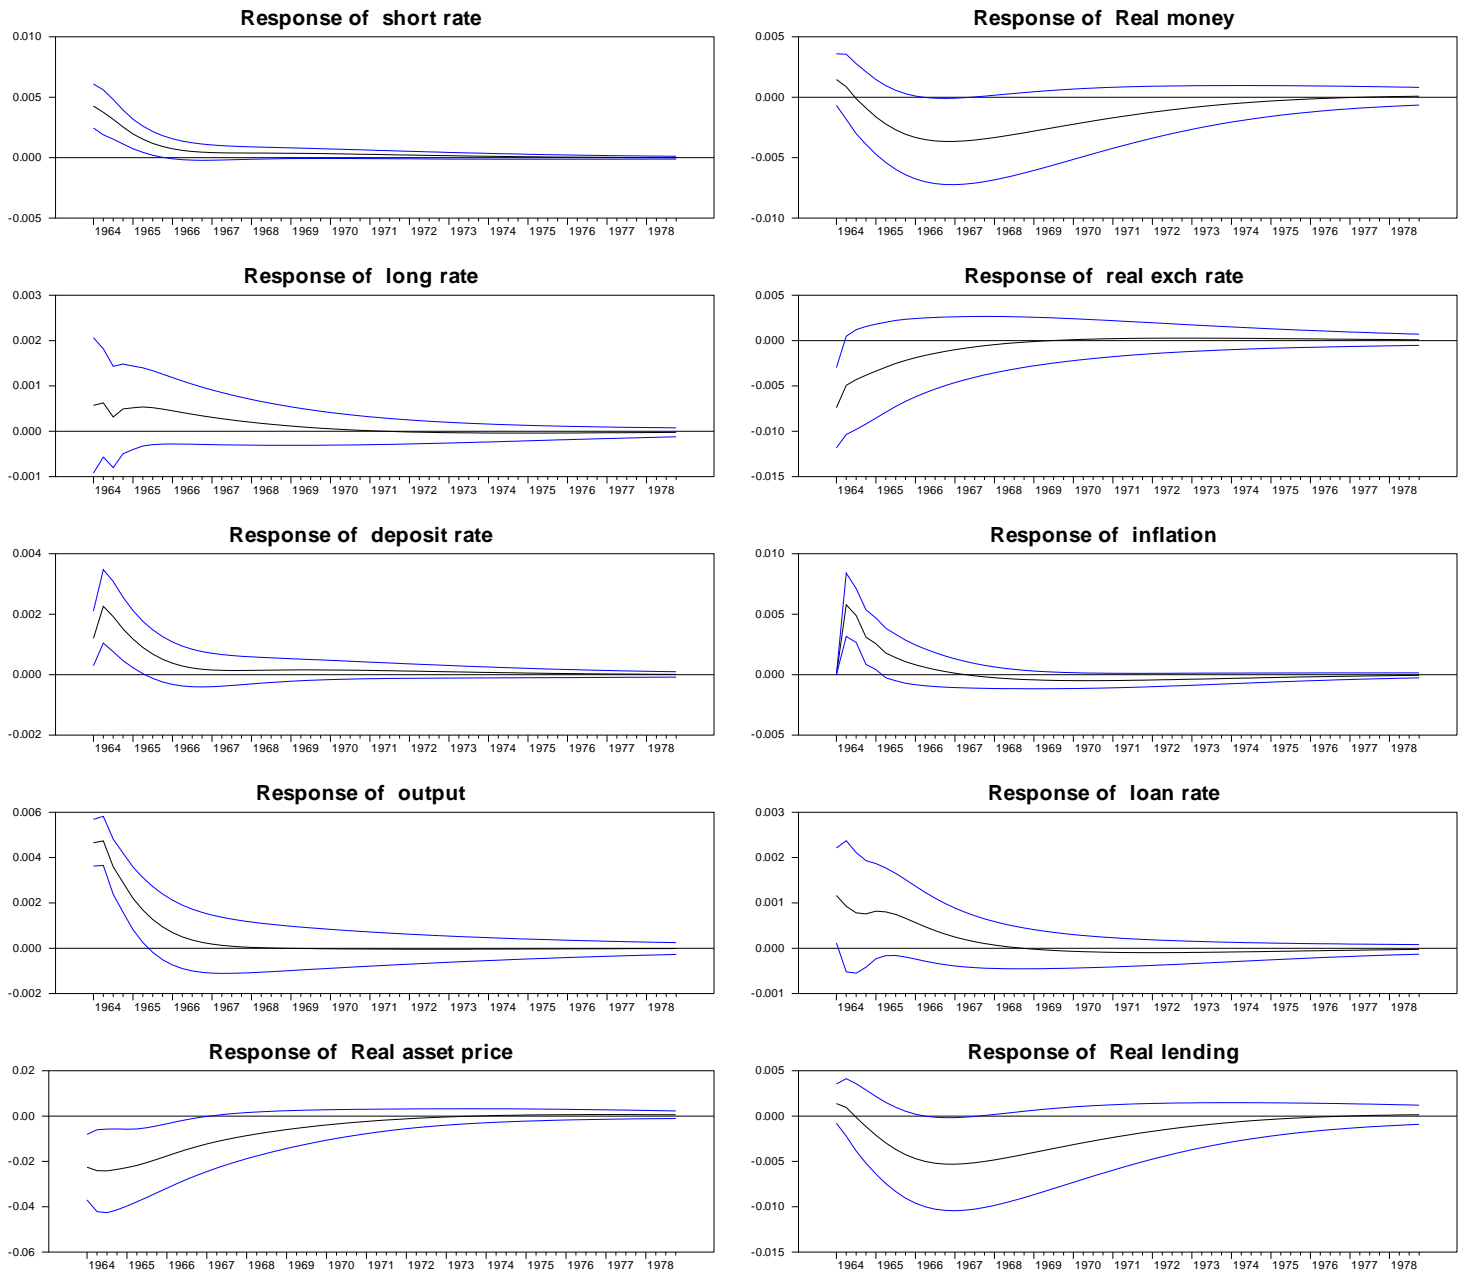 Response of short rate
0.010
0.005
0.000
-0.005
1964 1965 1966 1967 1968 1969 1970 1972 1973 1974 1975 1976 1977 1978
Response of Real money
0.005
0.000
-0.005
-0.010
1964 1965 1966 1967 1968 1969 1970 1971 1972 1973 1974 1975 1976 1977 1978
Response of long rate
0.003
0.002
0.001
0.000
-0.001
1964 1965 1966 1967 1968 1969 1970 1971 1972 1973 1974 1975 1976 1977 1978
Response of real exch rate
0.005
0.000
-0.005
-0.010
-0.015
1964 1965 1966 1967 1968 1969 1970 1971 1972 1973 1974 1975 1976 1977 1978
Response of deposit rate
0.004
0.002
0.000
-0.002
1964 1965 1966 1967 1968 1969 1970 1971 1972 1973 1974 1975 1976 1977 1978
Response of inflation
0.010
0.005
0.000
-0.005
1964 1965 1966 1967 1968 1969 1970 1971 1972 1973 1974 1975 1976 1977 1978
Response of output
0.006
0.004
0.002
0.000
-0.002
1964 1965 1966 1967 1968 1969 1970 1971 1972 1973 1974 1975 1976 1977 1978
Response of loan rate
0.003
0.002
0.001
0.000
-0.001
1964 1965 1966 1967 1968 1969 1970 1971 1972 1973 1974 1975 1976 1977 1978
Response of Real asset price
0.02
0.00
-0.02
-0.04
-0.06
1964 1965 1966 1967 1968 1969 1970 1971 1972 1973 1974 1975 1976 1977 1978
Response of Real lending
0.005
0.000
-0.005
-0.010
-0.015
1964 1965 1966 1967 1968 1969 1970 1971 1972 1973 1974 1975 1976 1977 1978